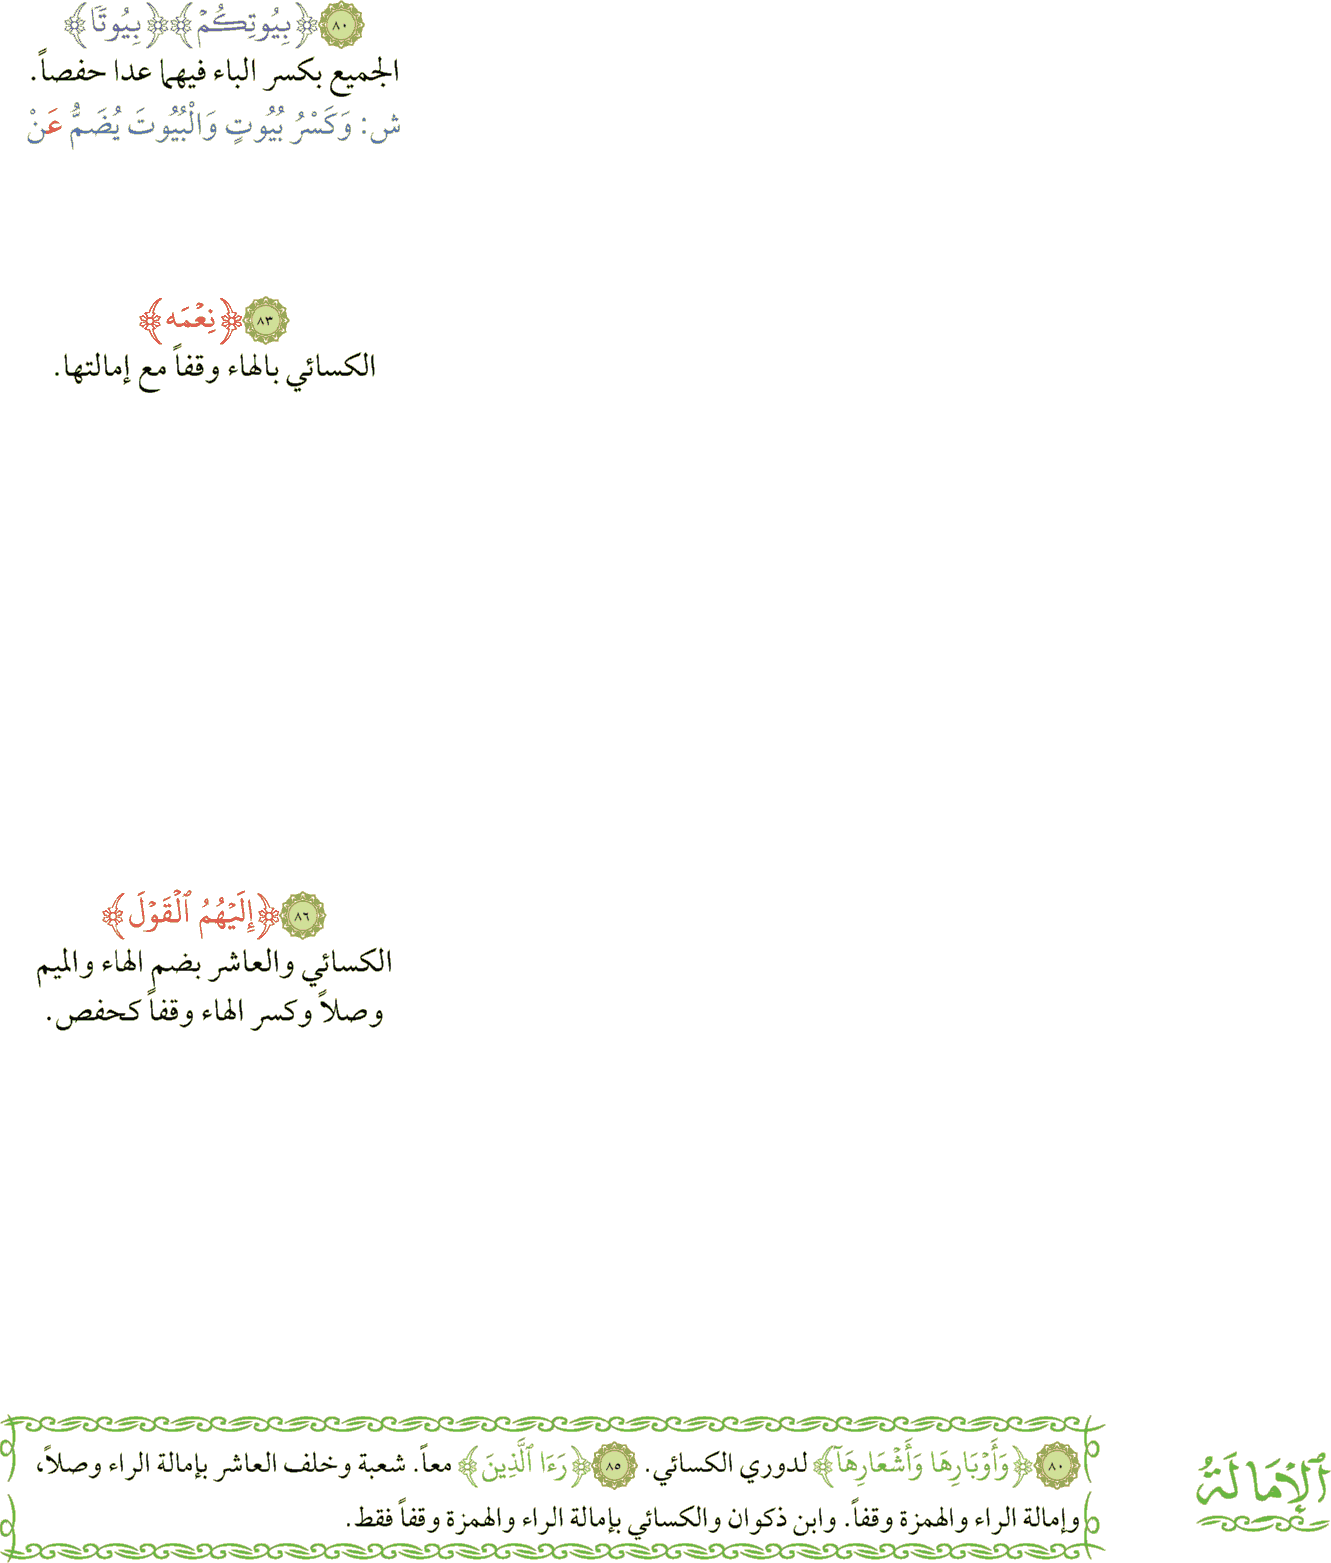 ٨٠ ﴿بِيُوتِكُمْ﴾ ﴿بِيُوتًا﴾
الجميع بكسر الباء فيهما عدا حفصاً.
ش: وَكَسْرُ بُيُوتٍ وَالْبُيُوتَ يُضَمُّ عَنْ
٨٣ ﴿نِعْمَه﴾
الكسائي بالهاء وقفاً مع إمالتها.
٨٦ ﴿إِلَيْهُمُ ٱلْقَوْلَ﴾
الكسائي والعاشر بضم الهاء والميم
وصلاً وكسر الهاء وقفاً كحفص.
ٱلْإِمَالَةُ
٨٠ ﴿وَأَوْبَارِهَا وَأَشْعَارِهَآ﴾ لدوري الكسائي. ٨٥ ﴿رَءَا ٱلَّذِينَ﴾ معاً. شعبة وخلف العاشر بإمالة الراء وصلاً،
وإمالة الراء والهمزة وقفاً. وابن ذكوان والكسائي بإمالة الراء والهمزة وقفاً فقط.